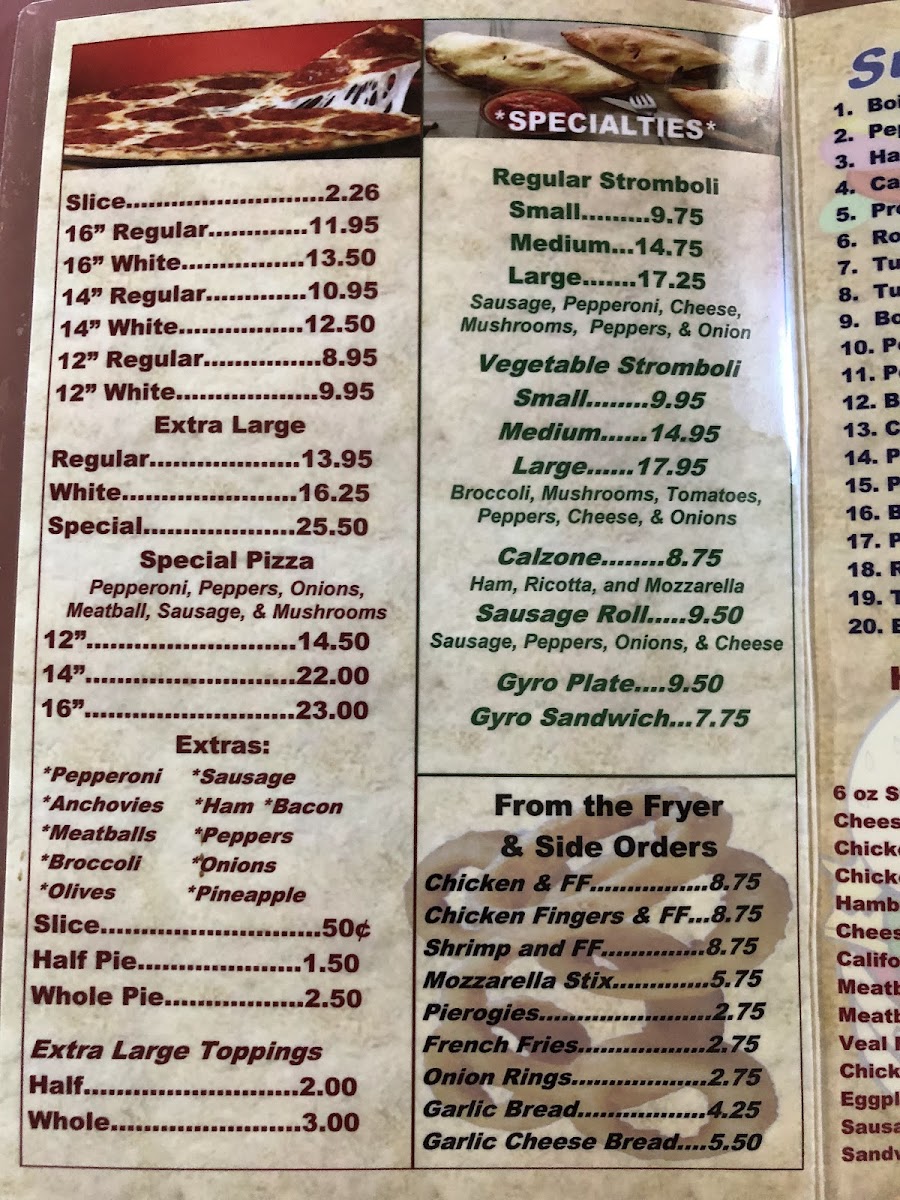 Slice.........................2.26
16” Regular.............11.95
16” White................13.50
14” Regular.............10.95
14” White................12.50
12” Regular...............8.95
12” White..................9.95
Extra Large
Regular...................13.95
White......................16.25
Special...................25.50
Special Pizza
Pepperoni, Peppers, Onions,
Meatball, Sausage, & Mushrooms
12”...........................14.50
14”...........................22.00
16”...........................23.00
Extras:
*Pepperoni *Sausage
*Anchovies *Ham *Bacon
*Meatballs *Peppers
*Broccoli *Onions
*Olives *Pineapple
Slice............................50¢
Half Pie.....................1.50
Whole Pie..................2.50
Extra Large Toppings
Half...........................2.00
Whole........................3.00
*SPECIALTIES*
Regular Stromboli
Small.........9.75
Medium...14.75
Large.......17.25
Sausage, Pepperoni, Cheese,
Mushrooms, Peppers, & Onion
Vegetable Stromboli
Small........9.95
Medium......14.95
Large......17.95
Broccoli, Mushrooms, Tomatoes,
Peppers, Cheese, & Onions
Calzone........8.75
Ham, Ricotta, and Mozzarella
Sausage Roll.....9.50
Sausage, Peppers, Onions, & Cheese
Gyro Plate....9.50
Gyro Sandwich...7.75
From the Fryer
& Side Orders
Chicken & FF................8.75
Chicken Fingers & FF...8.75
Shrimp and FF..............8.75
Mozzarella Stix..............5.75
Pierogies........................2.75
French Fries..................2.75
Onion Rings...................2.75
Garlic Bread..................4.25
Garlic Cheese Bread....5.50
1.
2.
3.
4.
5.
6.
7.
8.
9.
10.
11.
12.
13.
14.
15.
16.
17.
18.
19.
20.
6 oz